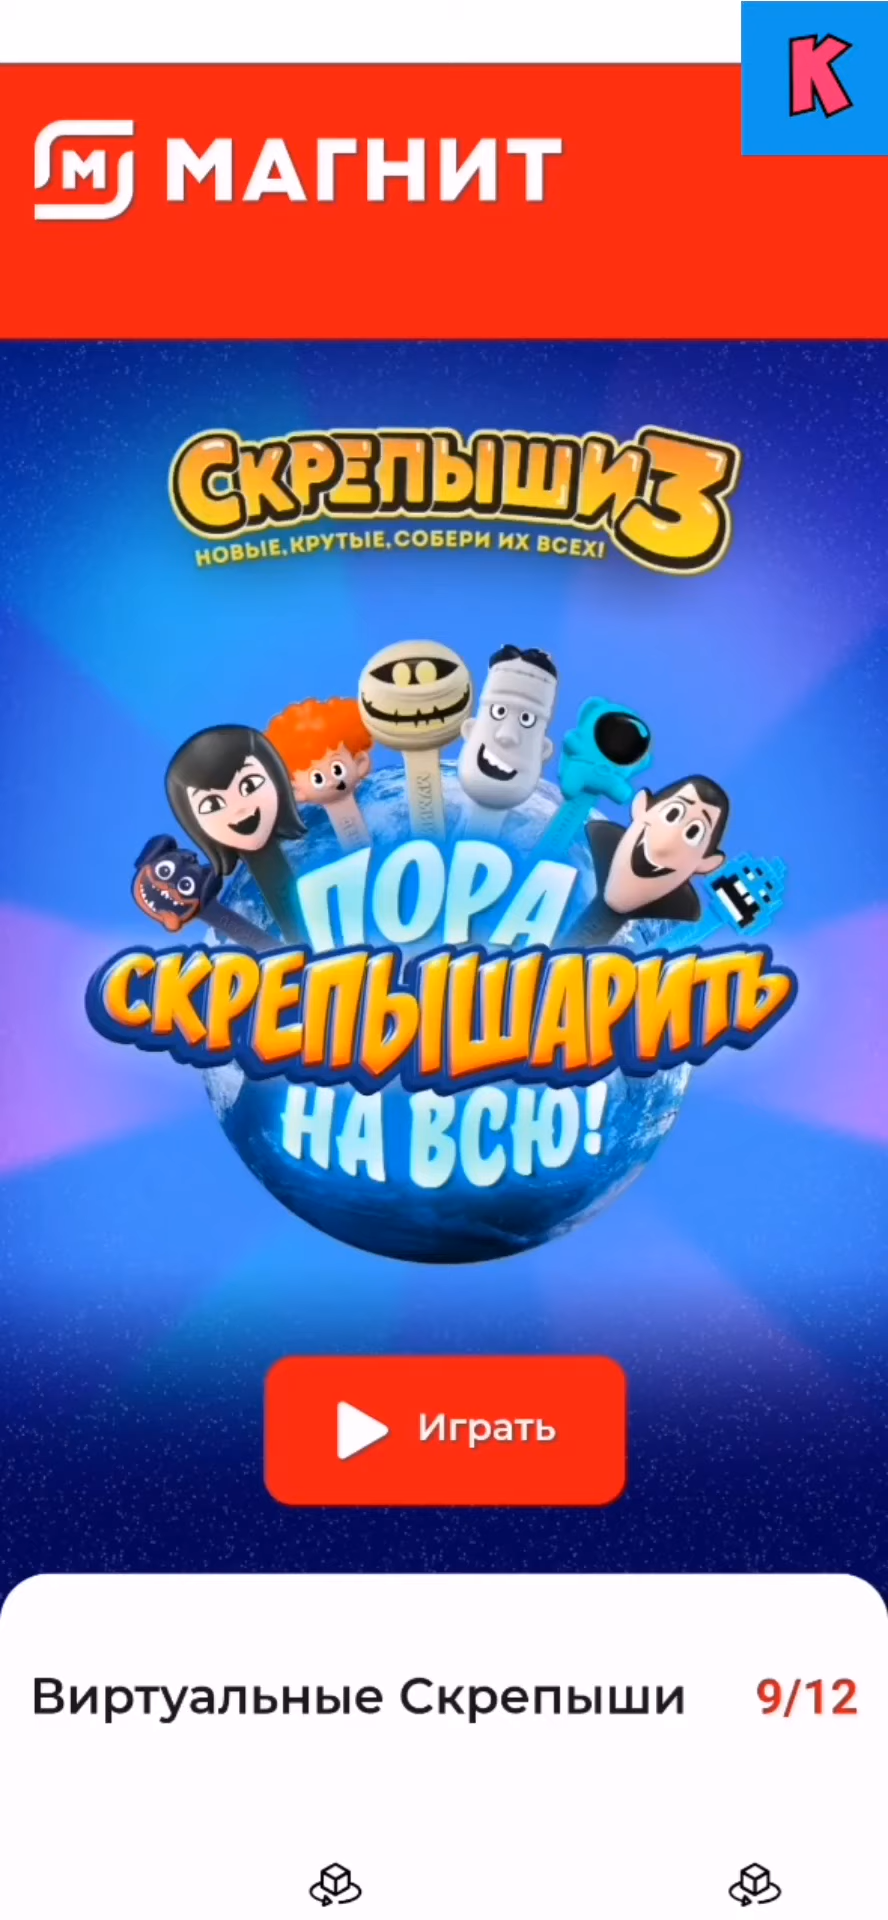 K
М МАГНИТ
СКРЕПЫШИ 3
НОВЫЕ, КРУТЫЕ, СОБЕРИ ИХ ВСЕХ!
ПОРА
СКРЕПЫШАРИТЬ
НА ВСЮ!
Играть
Виртуальные Скрепыши 9/12